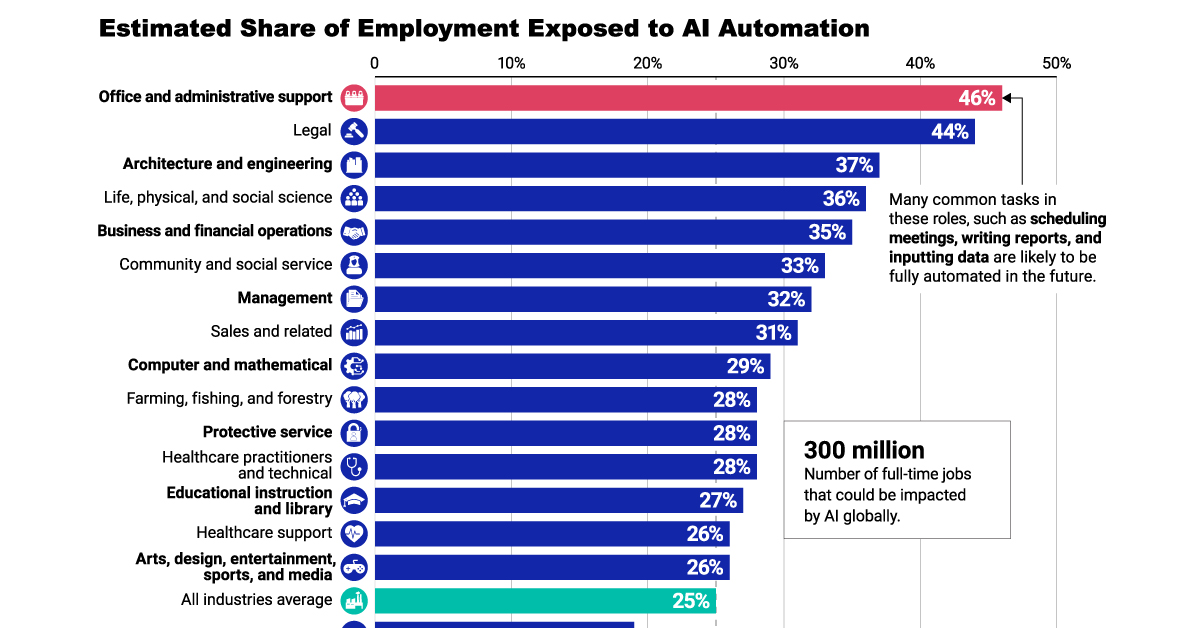 Estimated Share of Employment Exposed to AI Automation
0 10% 20% 30% 40% 50%
Office and administrative support 46%
Legal 44%
Architecture and engineering 37%
Life, physical, and social science 36%
Business and financial operations 35%
Community and social service 33%
Management 32%
Sales and related 31%
Computer and mathematical 29%
Farming, fishing, and forestry 28%
Protective service 28%
Healthcare practitioners
and technical 28%
Educational instruction
and library 27%
Healthcare support 26%
Arts, design, entertainment,
sports, and media 26%
All industries average 25%
Many common tasks in
these roles, such as scheduling
meetings, writing reports, and
inputting data are likely to be
fully automated in the future.
300 million
Number of full-time jobs
that could be impacted
by AI globally.